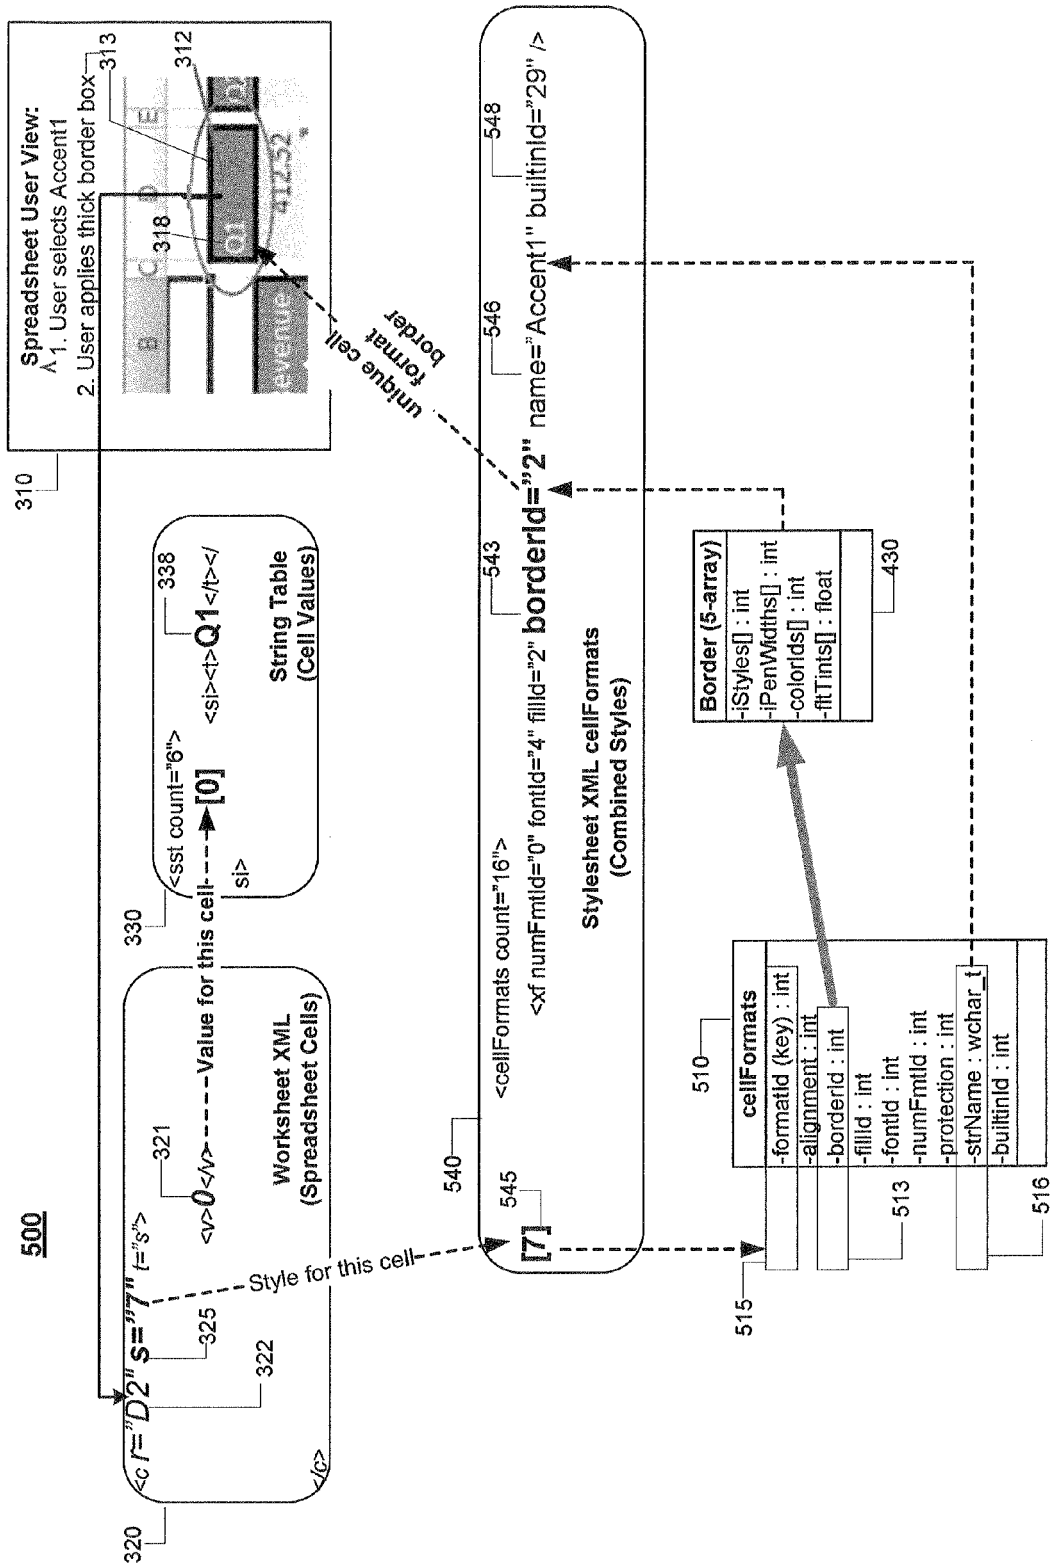 500
320
<c r="D2" s="7" t="s">
325
322
321
<v>0</v>
Value for this cell
</c>
Worksheet XML
(Spreadsheet Cells)
330
<sst count="6">
338
[0]
<si><t>Q1</t></
si>
String Table
(Cell Values)
310
Spreadsheet User View:
1. User selects Accent1
2. User applies thick border box
313
312
B
C
D
E
318
Q1
evenue
412.52
unique cell
format
border
Style for this cell
540
<cellFormats count="16">
[7]
545
<xf numFmtId="0" fontId="4" fillId="2" borderId="2" name="Accent1" builtinId="29" />
543
546
548
Stylesheet XML cellFormats
(Combined Styles)
510
cellFormats
515
-formatId (key) : int
-alignment : int
-borderId : int
-fillId : int
-fontId : int
-numFmtId : int
-protection : int
-strName : wchar_t
-builtinId : int
513
516
Border (5-array)
-iStyles[] : int
-iPenWidths[] : int
-colorIds[] : int
-fltTints[] : float
430